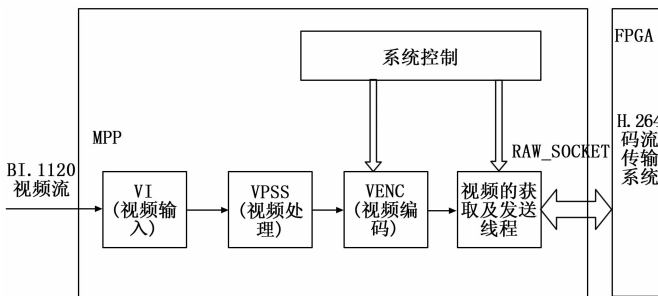 系统控制
FPGA
MPP
RAW_SOCKET
BI.1120
视频流
VI
(视频输
入)
VPSS
(视频处
理)
VENC
(视频编
码)
视频的获
取及发送
线程
H.264
码流
传输
系统